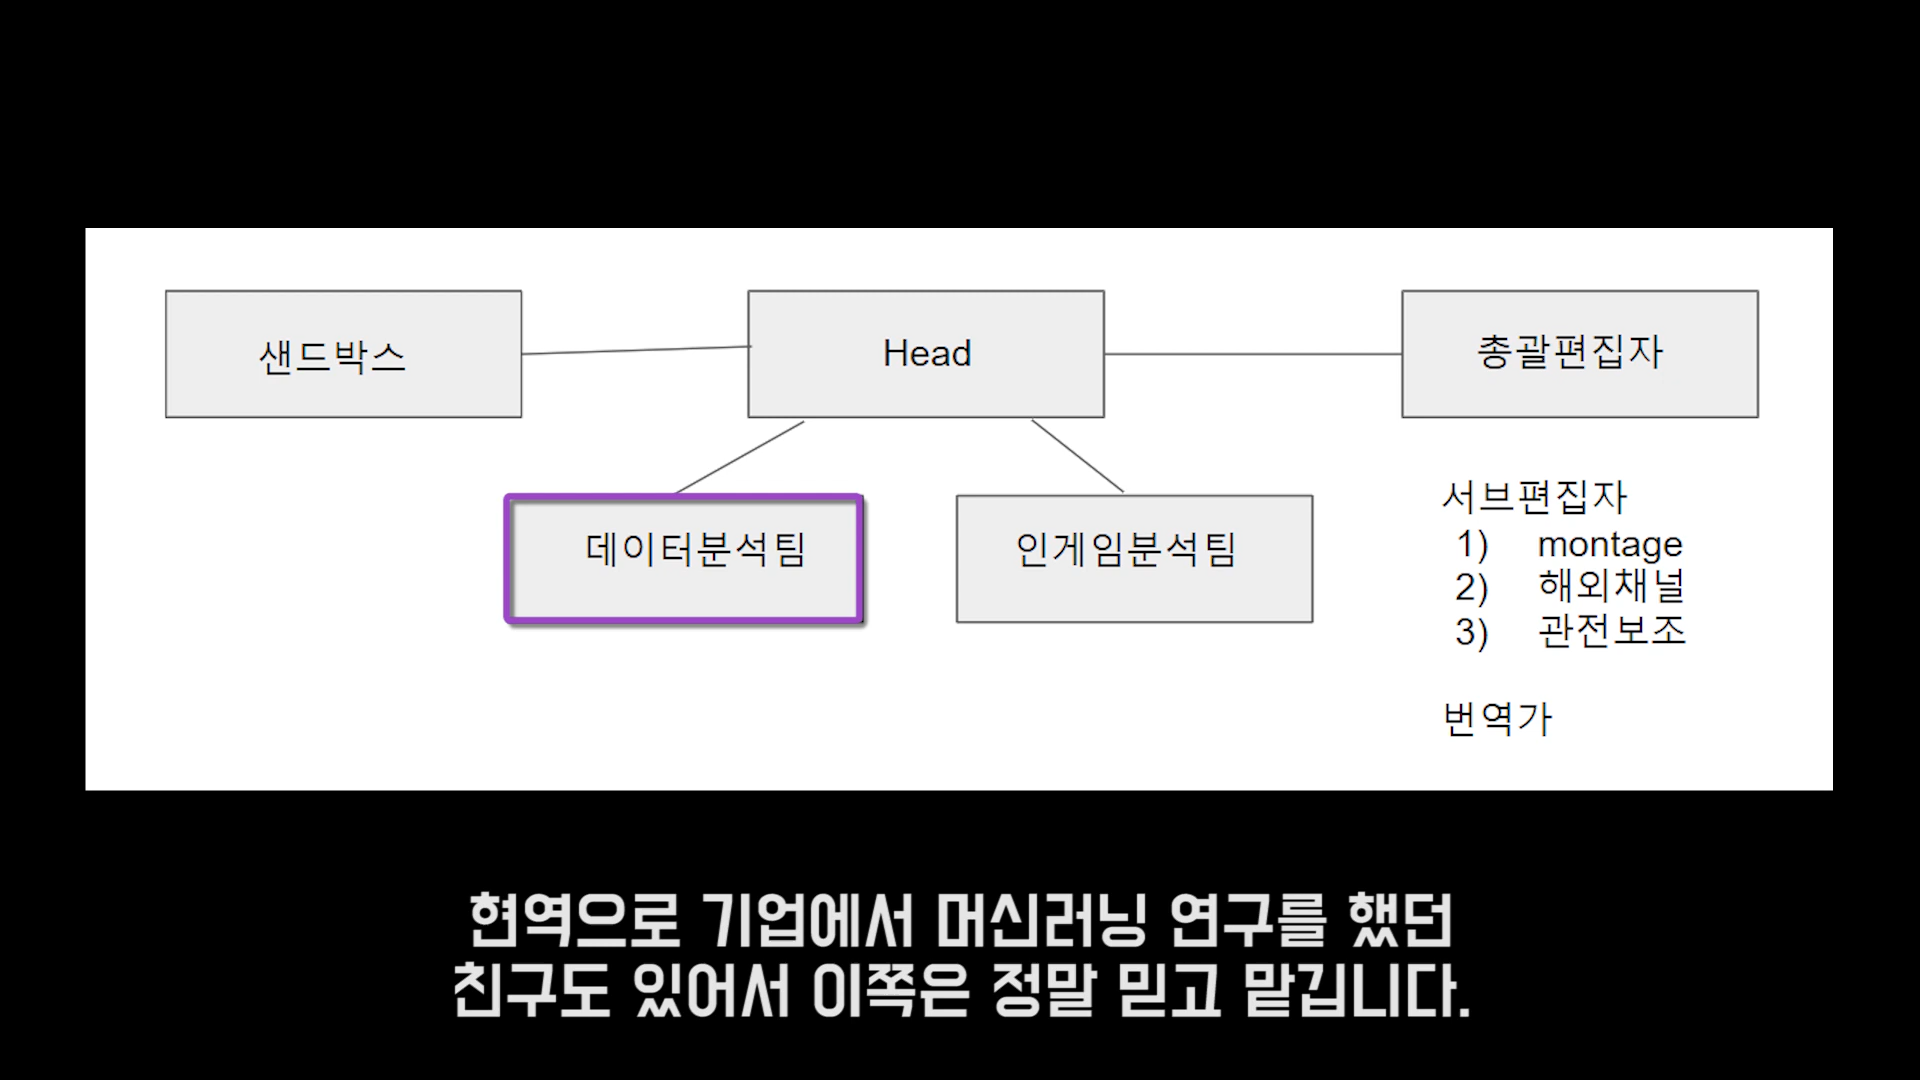 샌드박스
Head
총괄편집자
데이터분석팀
인게임분석팀
서브편집자
1) montage
2) 해외채널
3) 관전보조
번역가
현역으로 기업에서 머신러닝 연구를 했던
친구도 있어서 이쪽은 정말 믿고 맡깁니다.